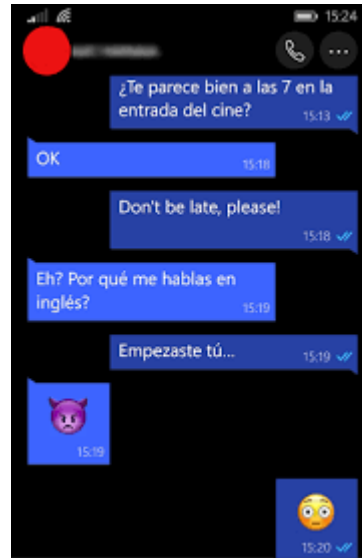 15:24
¿Te parece bien a las 7 en la
entrada del cine?
15:13
OK
15:18
Don't be late, please!
15:18
Eh? Por qué me hablas en
inglés?
15:19
Empezaste tú...
15:19
15:19
15:20